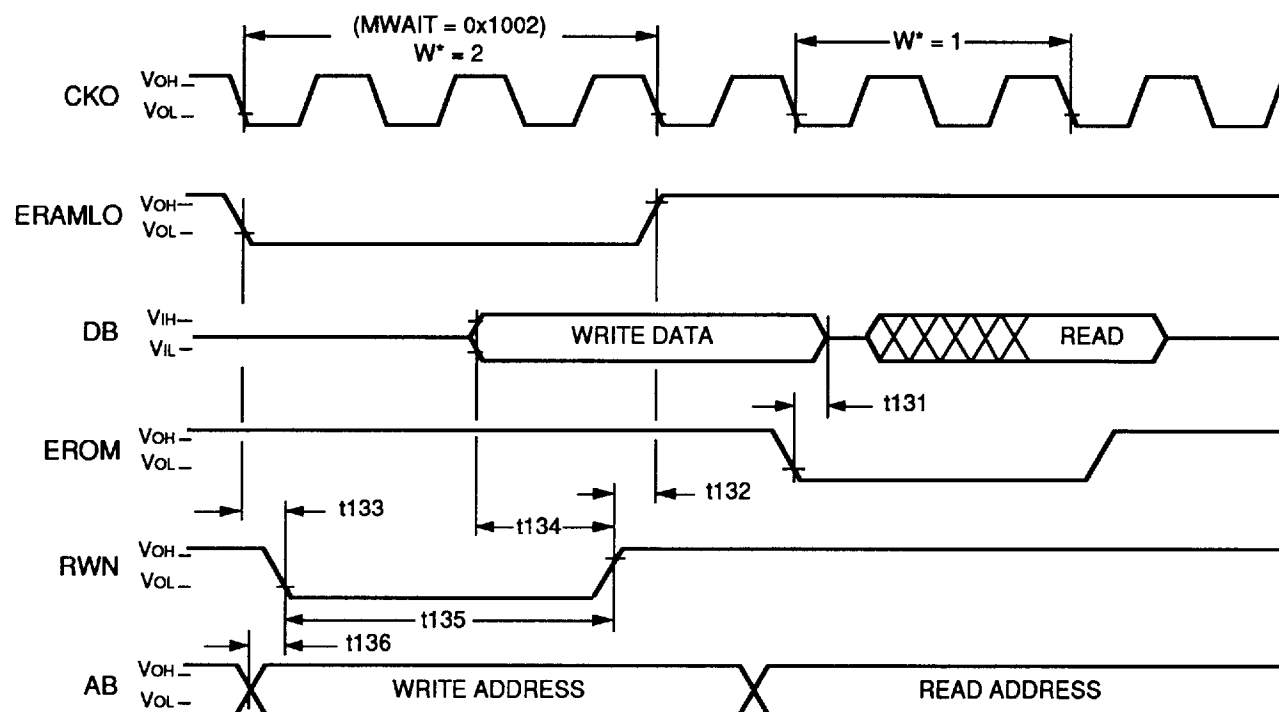 (MWAIT = 0x1002)
W* = 2
W* = 1
CKO
VOH
VOL
ERAMLO
VOH
VOL
DB
VIH
VIL
WRITE DATA
READ
t131
EROM
VOH
VOL
t132
t133
t134
RWN
VOH
VOL
t135
t136
AB
VOH
VOL
WRITE ADDRESS
READ ADDRESS